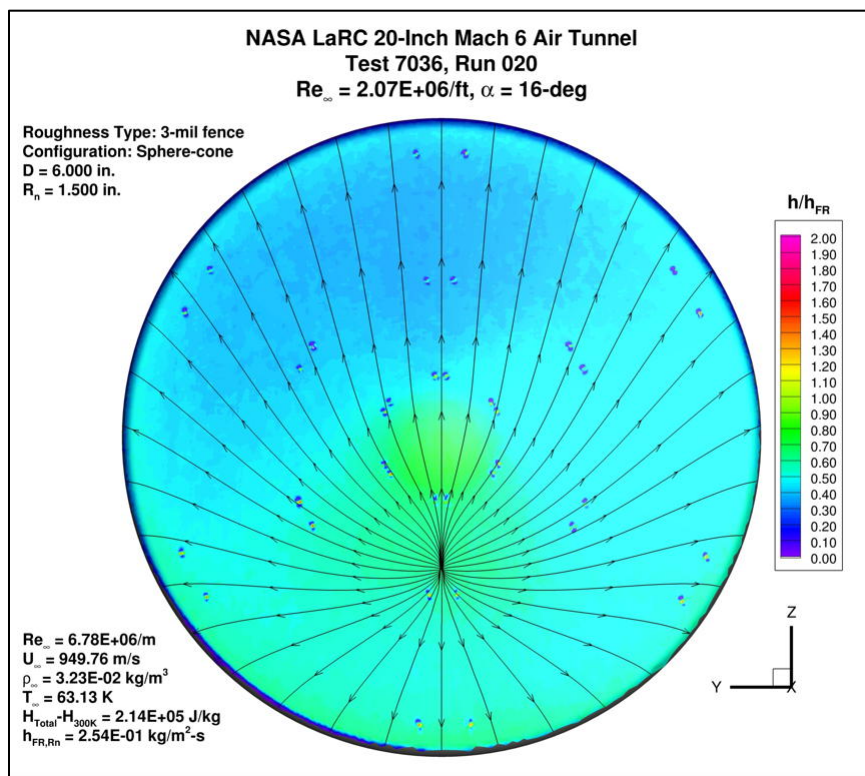 NASA LaRC 20-Inch Mach 6 Air Tunnel
Test 7036, Run 020
Re∞ = 2.07E+06/ft, α = 16-deg
Roughness Type: 3-mil fence
Configuration: Sphere-cone
D = 6.000 in.
Rn = 1.500 in.
h/hFR
2.00
1.90
1.80
1.70
1.60
1.50
1.40
1.30
1.20
1.10
1.00
0.90
0.80
0.70
0.60
0.50
0.40
0.30
0.20
0.10
0.00
Z
Y
X
Re∞ = 6.78E+06/m
U∞ = 949.76 m/s
ρ∞ = 3.23E-02 kg/m³
T∞ = 63.13 K
HTotal-H300K = 2.14E+05 J/kg
hFR,Rn = 2.54E-01 kg/m²-s